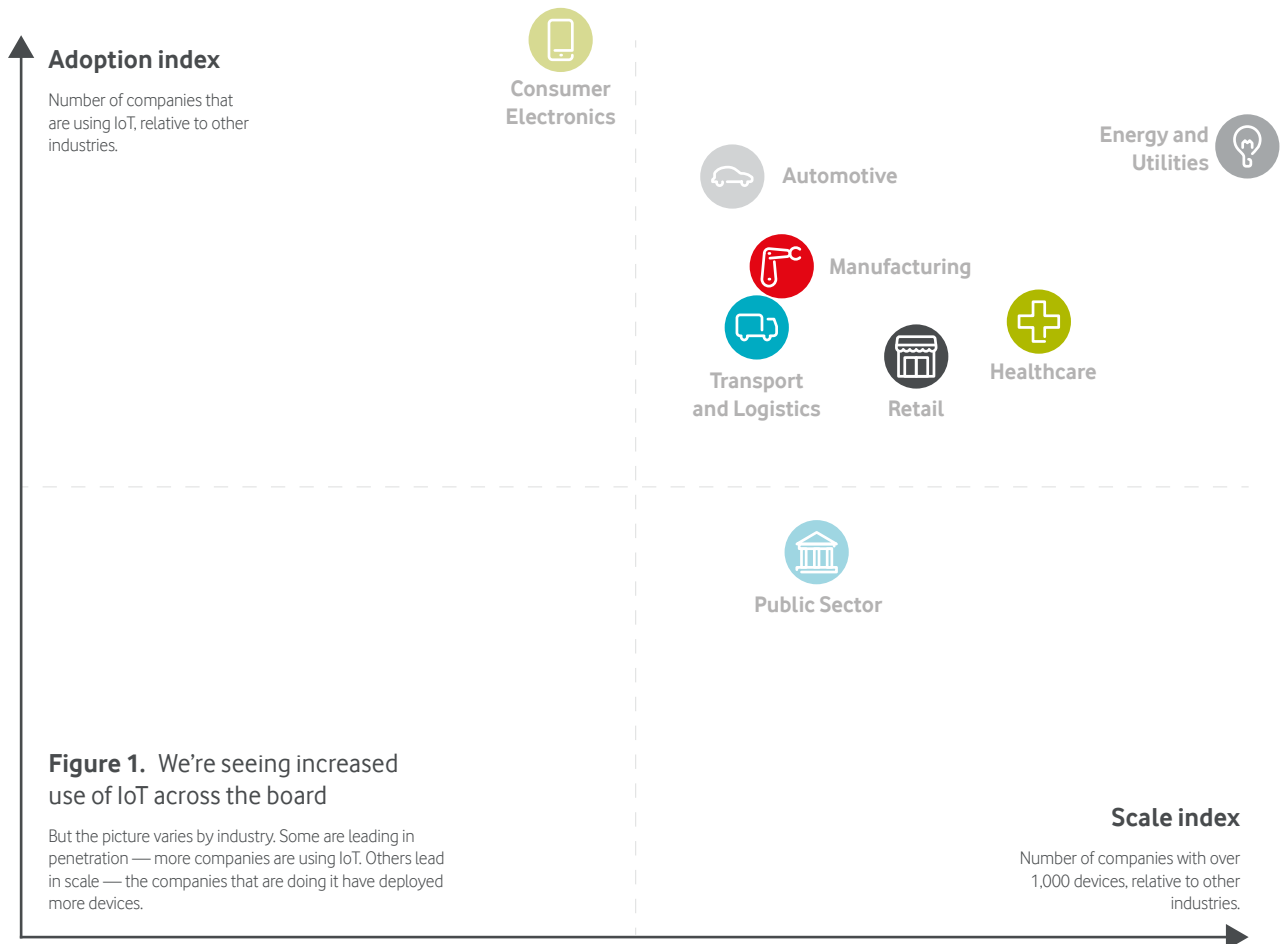 Adoption index
Number of companies that
are using IoT, relative to other
industries.
Consumer
Electronics
Energy and
Utilities
Automotive
Manufacturing
Transport
and Logistics
Retail
Healthcare
Public Sector
Figure 1. We’re seeing increased
use of IoT across the board
But the picture varies by industry. Some are leading in
penetration — more companies are using IoT. Others lead
in scale — the companies that are doing it have deployed
more devices.
Scale index
Number of companies with over
1,000 devices, relative to other
industries.